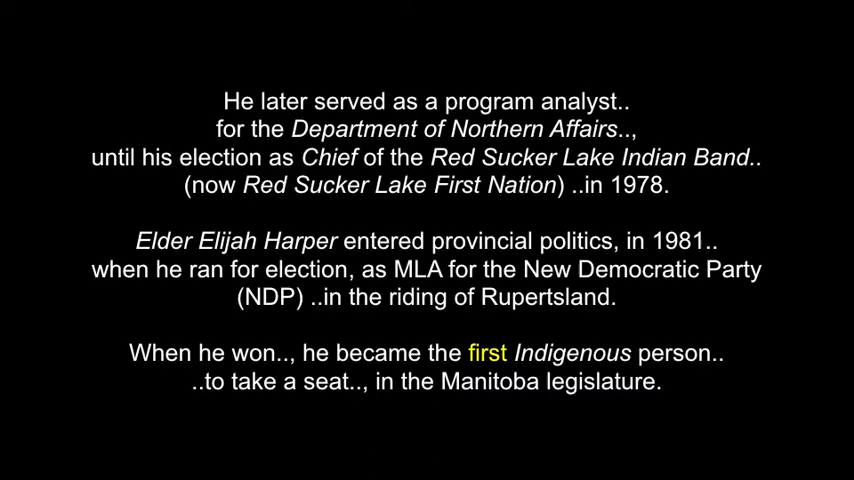 He later served as a program analyst..
for the Department of Northern Affairs..,
until his election as Chief of the Red Sucker Lake Indian Band..
(now Red Sucker Lake First Nation) ..in 1978.
Elder Elijah Harper entered provincial politics, in 1981..
when he ran for election, as MLA for the New Democratic Party
(NDP) ..in the riding of Rupertsland.
When he won.., he became the first Indigenous person..
..to take a seat.., in the Manitoba legislature.